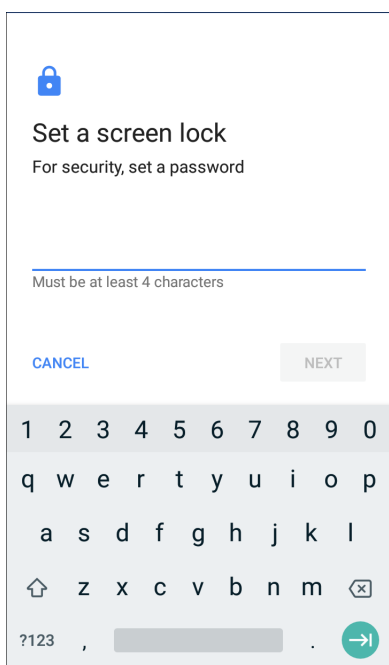 Set a screen lock
For security, set a password
Must be at least 4 characters
CANCEL NEXT
1 2 3 4 5 6 7 8 9 0
q w e r t y u i o p
a s d f g h j k l
z x c v b n m
?123 , .